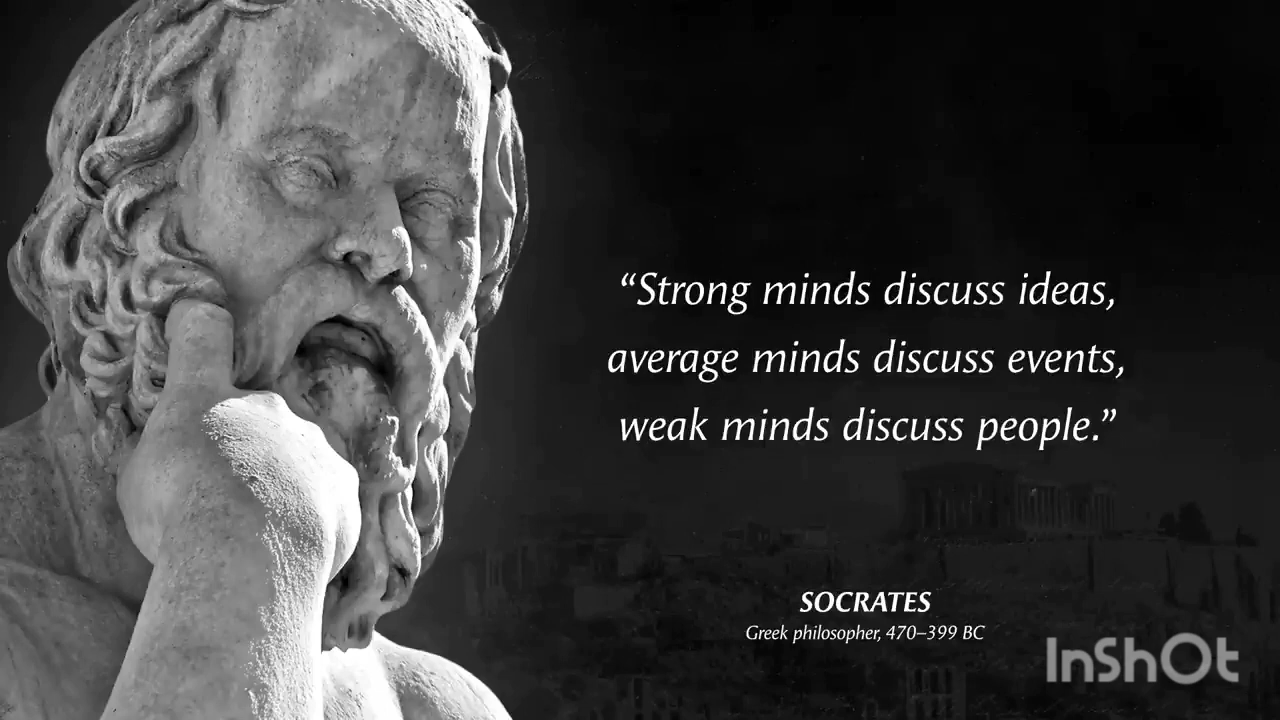 “Strong minds discuss ideas,
average minds discuss events,
weak minds discuss people.”
SOCRATES
Greek philosopher, 470–399 BC
InShOt